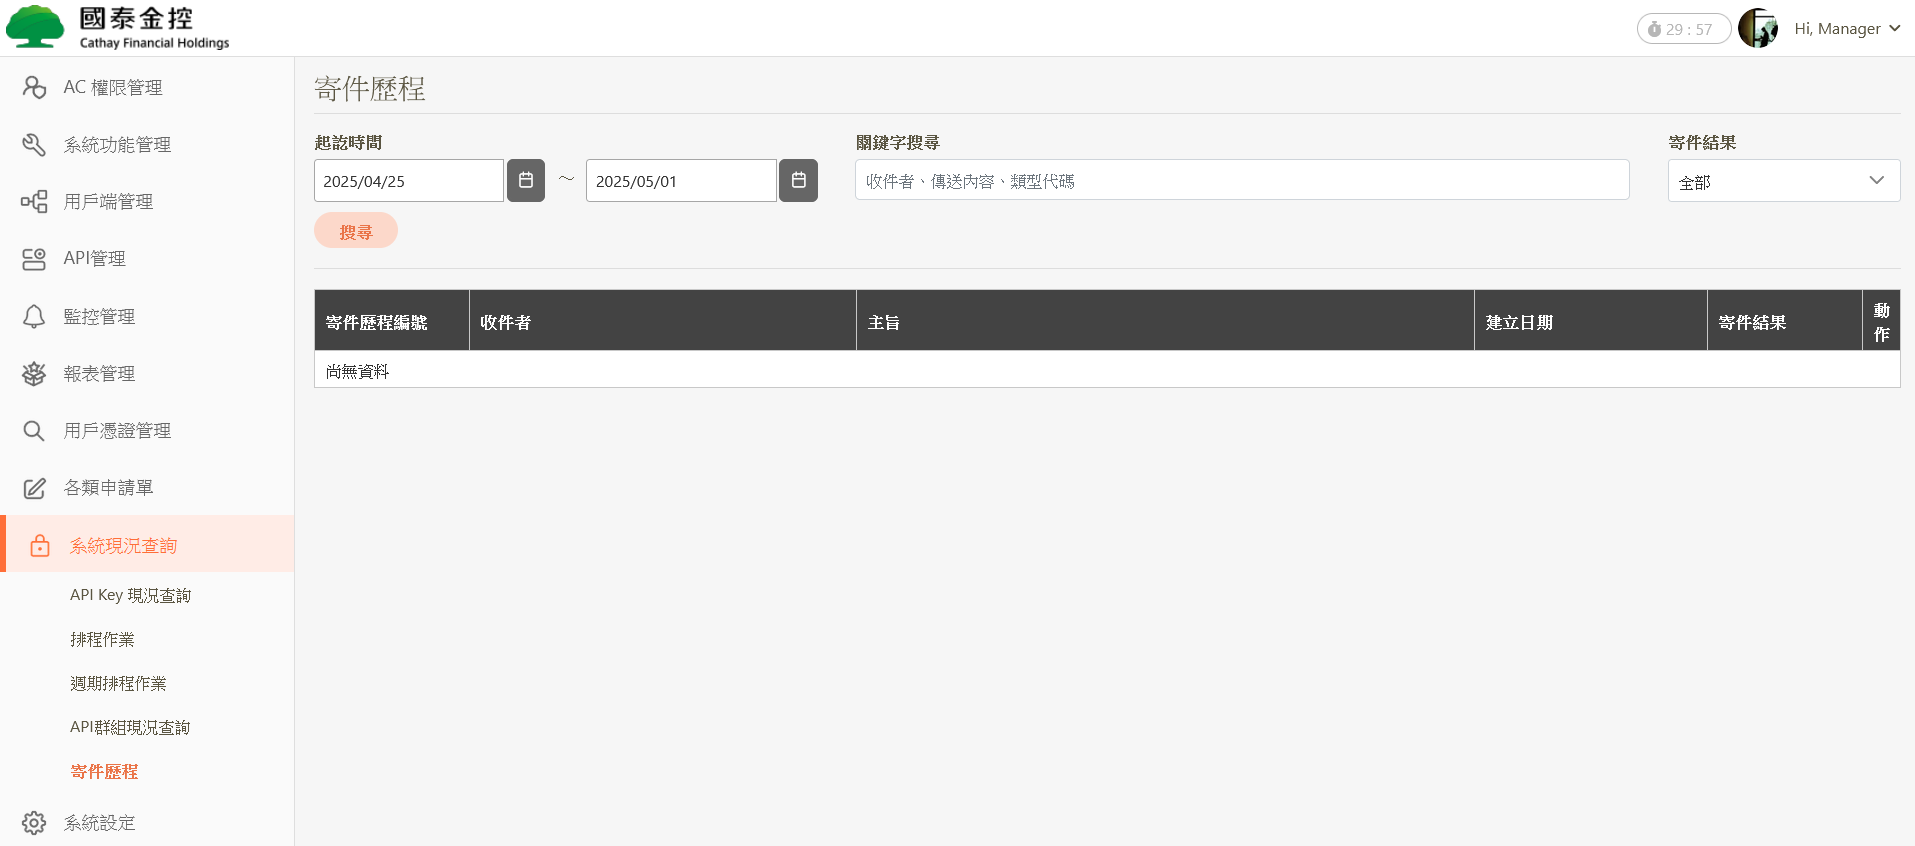 國泰金控
Cathay Financial Holdings
29 : 57
Hi, Manager
AC 權限管理
系統功能管理
用戶端管理
API管理
監控管理
報表管理
用戶憑證管理
各類申請單
系統現況查詢
API Key 現況查詢
排程作業
週期排程作業
API群組現況查詢
寄件歷程
系統設定
寄件歷程
起訖時間
關鍵字搜尋
寄件結果
2025/04/25
～
2025/05/01
收件者、傳送內容、類型代碼
全部
搜尋
寄件歷程編號
收件者
主旨
建立日期
寄件結果
動作
尚無資料